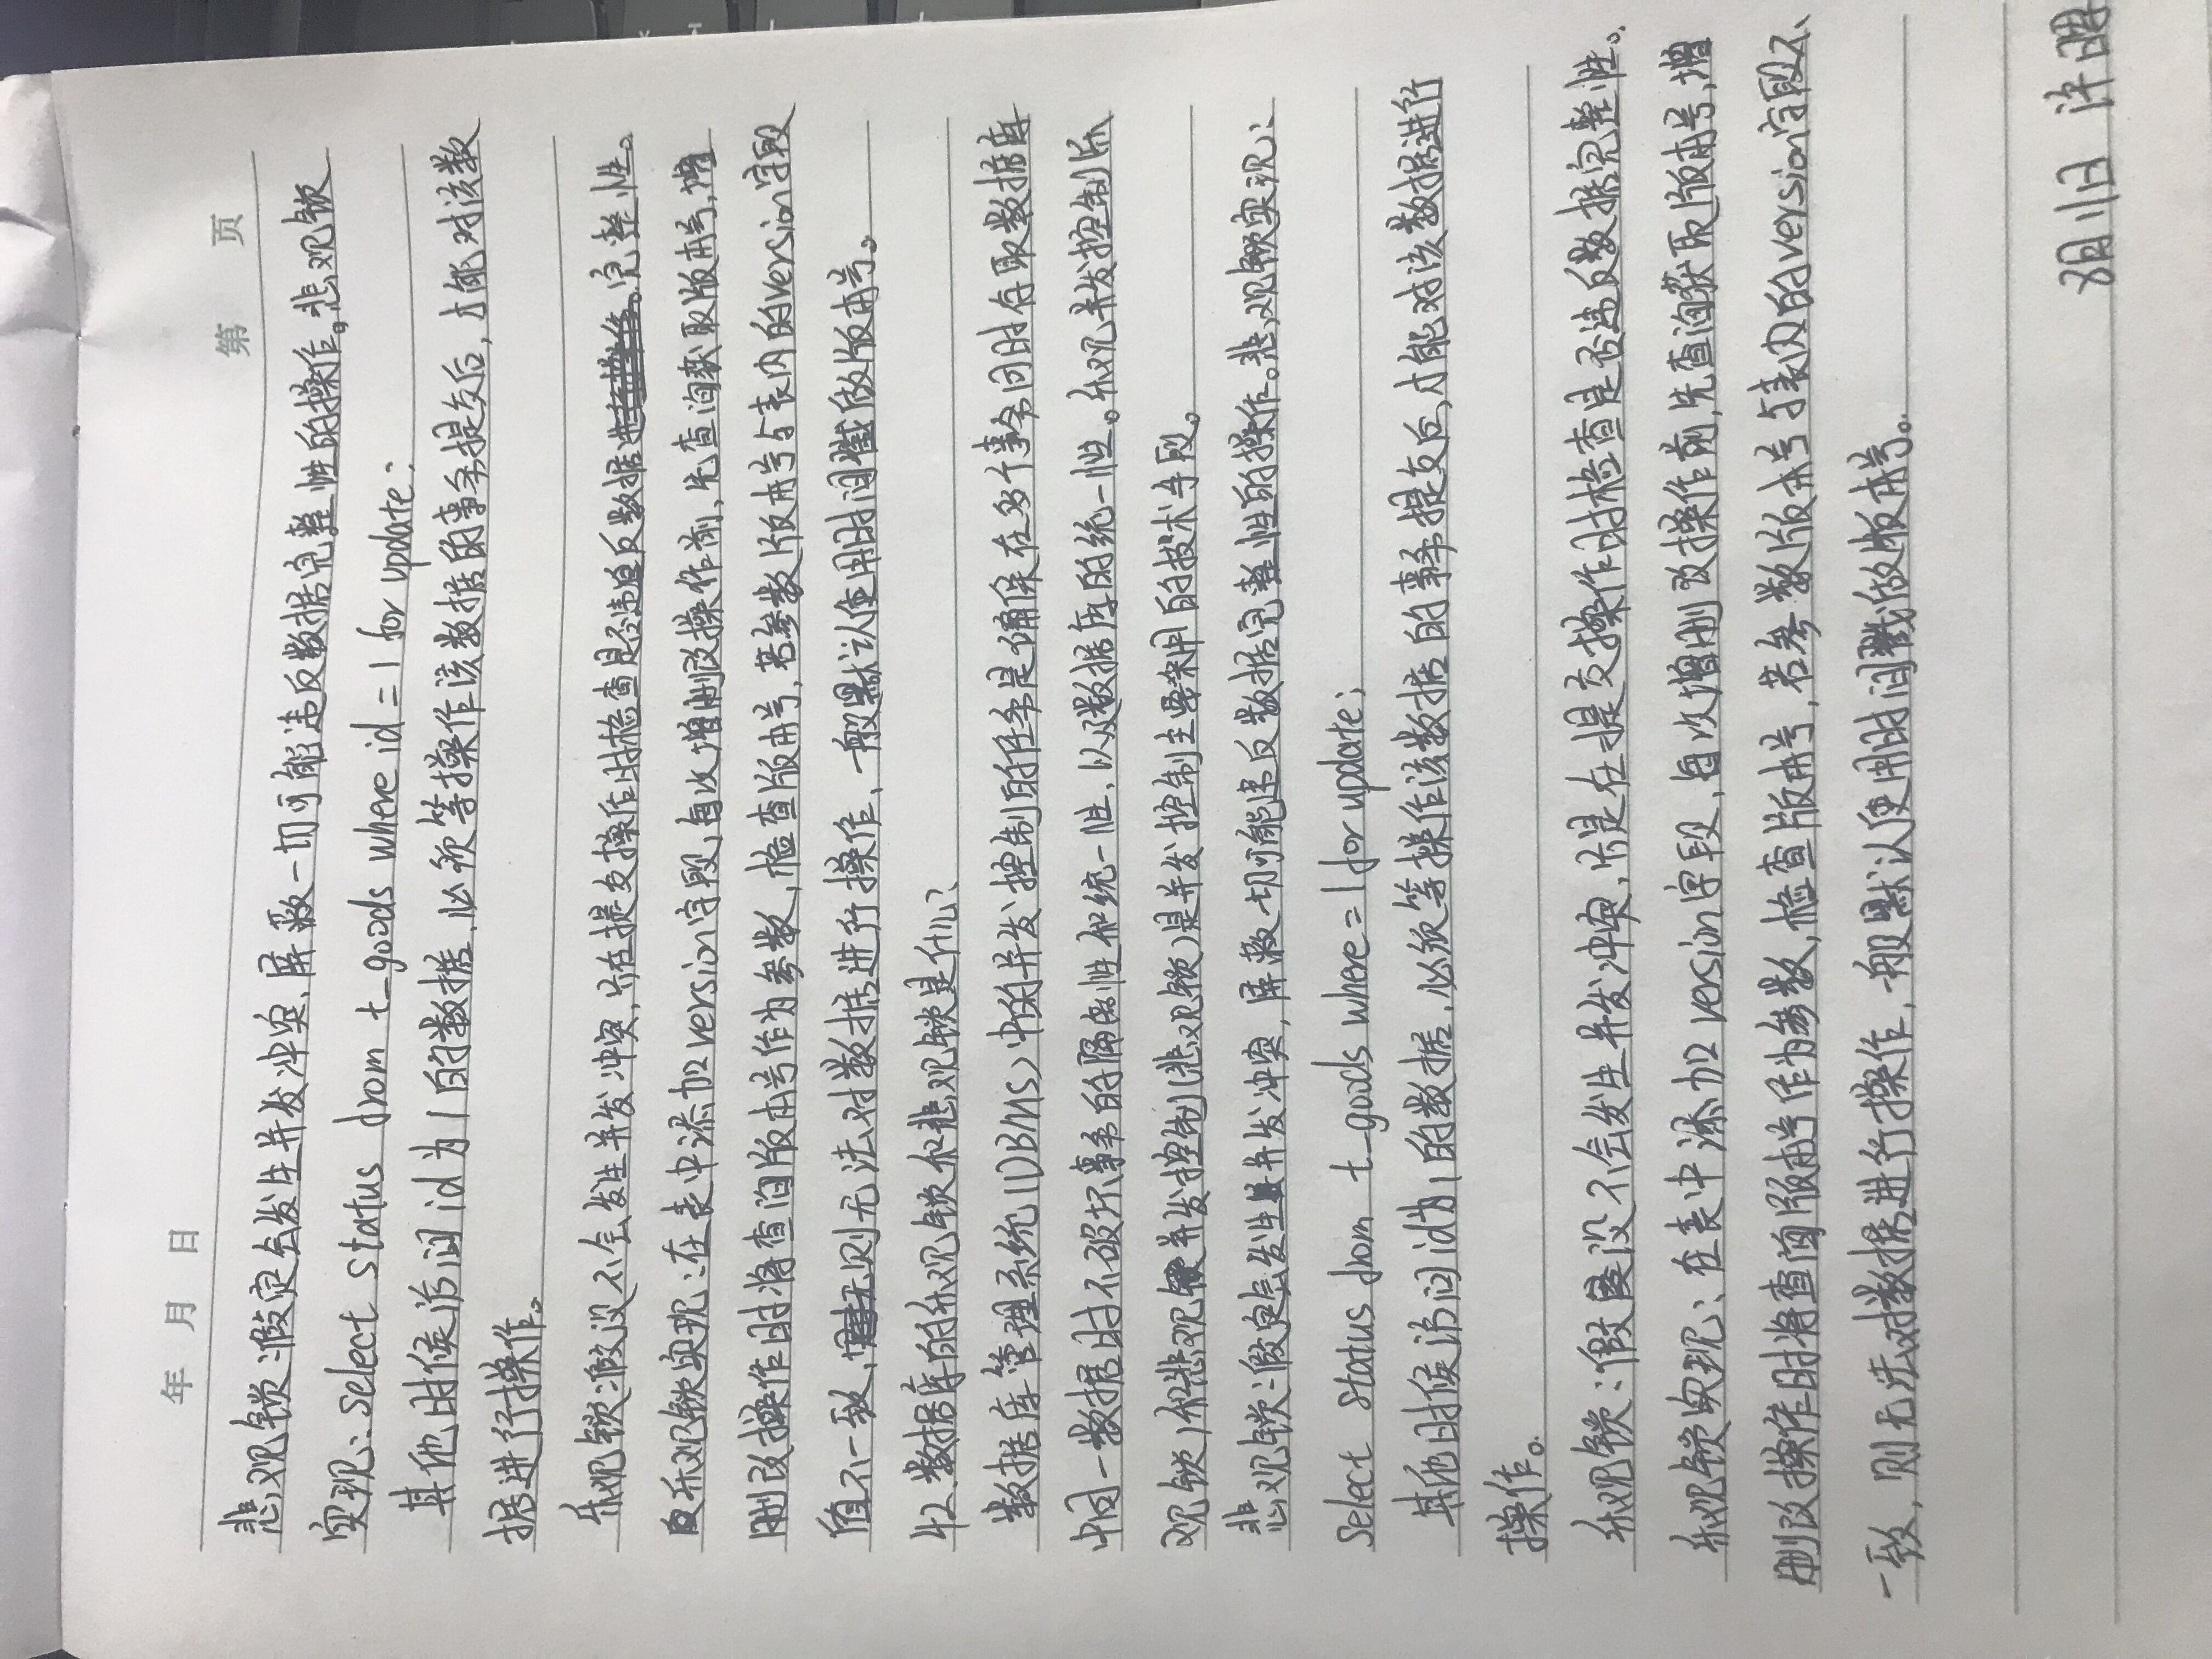 年 月 日
第 页
悲观锁:假定会发生并发冲突,屏蔽一切可能违反数据完整性的操作。悲观锁
实现:select status from t_goods where id=1 for update;
其他时候访问id为1的数据,必须等操作该数据的事务提交后,才能对该数
据进行操作。
乐观锁:假设不会发生并发冲突,只在提交操作时检查是否违反数据完整性。
乐观锁实现:在表中添加version字段,每次增删改操作前,先查询获取版本号,增
删改操作时将查询版本号作为参数,检查版本号,若参数版本号与表内的version字段
值不一致,则无法对数据进行操作,一般默认使用时间戳做版本号。
42.数据库的乐观锁和悲观锁是什么?
数据库管理系统(DBMS)中的并发控制的任务是确保在多个事务同时存取数据库
中同一数据时不破坏事务的隔离性和统一性,以及数据库的统一性。乐观并发控制(乐
观锁)和悲观并发控制(悲观锁)是并发控制主要采用的技术手段。
悲观锁:假定会发生并发冲突,屏蔽一切可能违反数据完整性的操作。悲观锁实现:
select status from t_goods where=1 for update;
其他时候访问id为1的数据,必须等操作该数据的事务提交后,才能对该数据进行
操作。
乐观锁:假设不会发生并发冲突,只是在提交操作时检查是否违反数据完整性。
乐观锁实现:在表中添加version字段,每次增删改操作前,先查询获取版本号,增
删改操作时将查询版本号作为参数,检查版本号,若参数版本号与表内的version字段不
一致,则无法对数据进行操作,一般默认使用时间戳做版本号。
8月11日 许